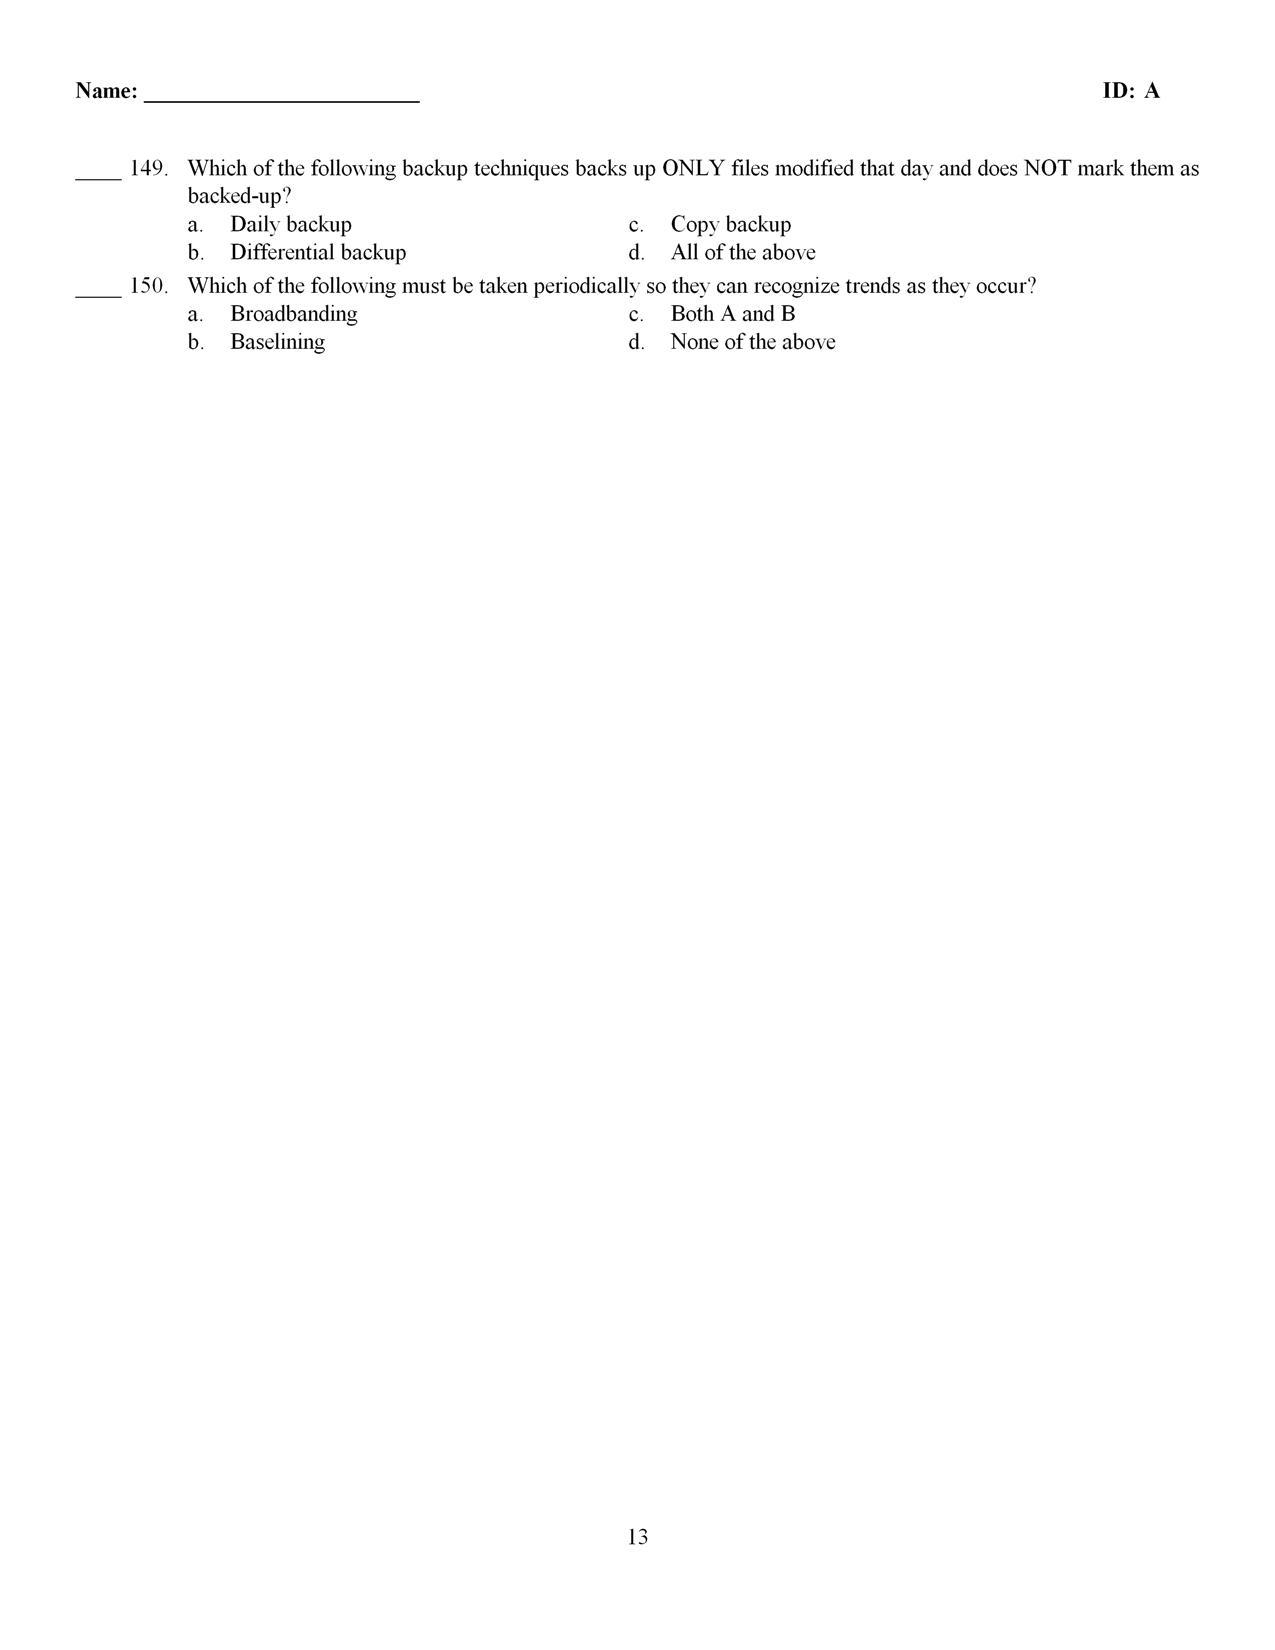 Name: ______________________ ID: A
____ 149. Which of the following backup techniques backs up ONLY files modified that day and does NOT mark them as
backed-up?
a. Daily backup c. Copy backup
b. Differential backup d. All of the above
____ 150. Which of the following must be taken periodically so they can recognize trends as they occur?
a. Broadbanding c. Both A and B
b. Baselining d. None of the above
13